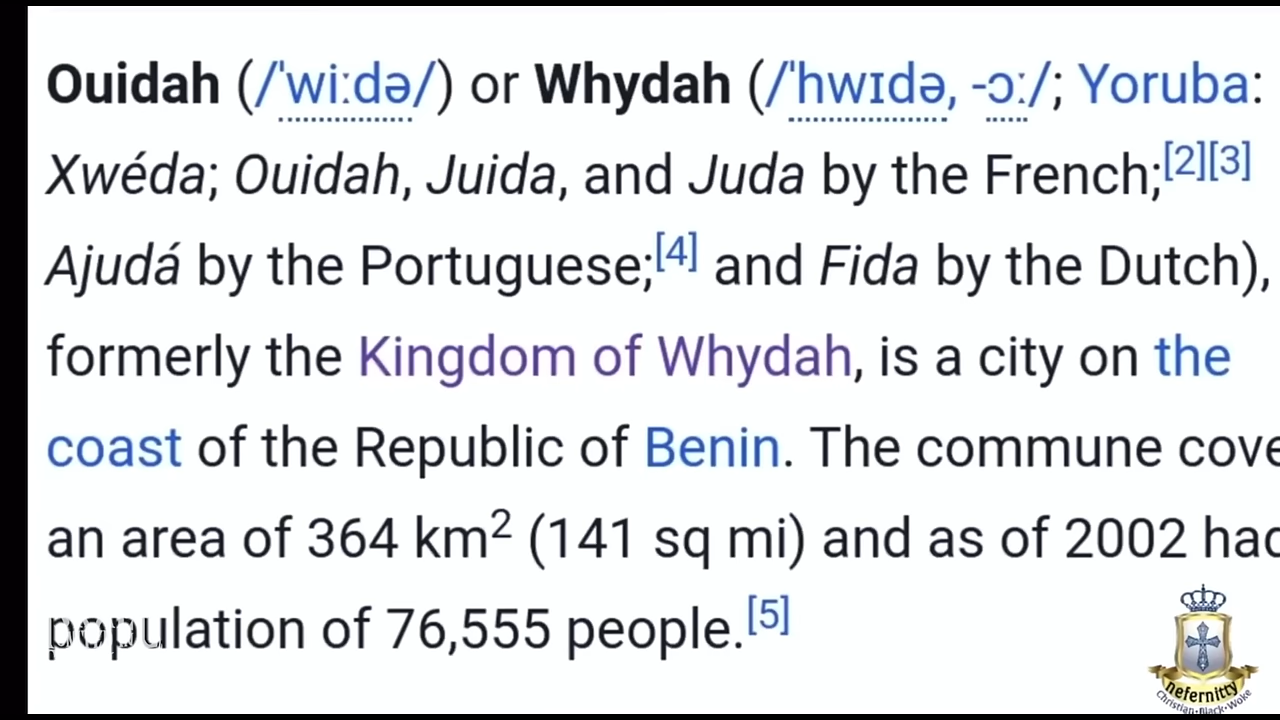 Ouidah (/ˈwiːdə/) or Whydah (/ˈhwɪdə, -ɔː/; Yoruba:
Xwéda; Ouidah, Juida, and Juda by the French;[2][3]
Ajudá by the Portuguese;[4] and Fida by the Dutch),
formerly the Kingdom of Whydah, is a city on the
coast of the Republic of Benin. The commune cove
an area of 364 km² (141 sq mi) and as of 2002 had
population of 76,555 people.[5]
nefernitty
Christian•Black•Woke